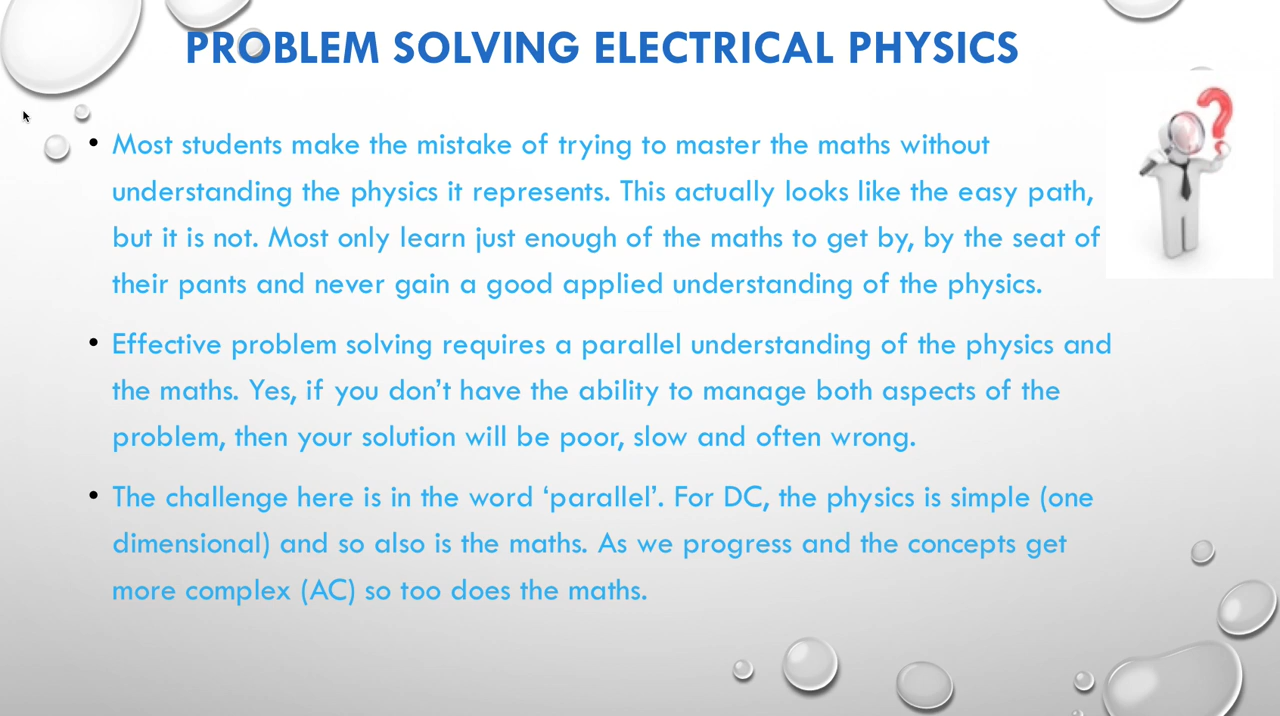 PROBLEM SOLVING ELECTRICAL PHYSICS
• Most students make the mistake of trying to master the maths without
understanding the physics it represents. This actually looks like the easy path,
but it is not. Most only learn just enough of the maths to get by, by the seat of
their pants and never gain a good applied understanding of the physics.
• Effective problem solving requires a parallel understanding of the physics and
the maths. Yes, if you don’t have the ability to manage both aspects of the
problem, then your solution will be poor, slow and often wrong.
• The challenge here is in the word ‘parallel’. For DC, the physics is simple (one
dimensional) and so also is the maths. As we progress and the concepts get
more complex (AC) so too does the maths.